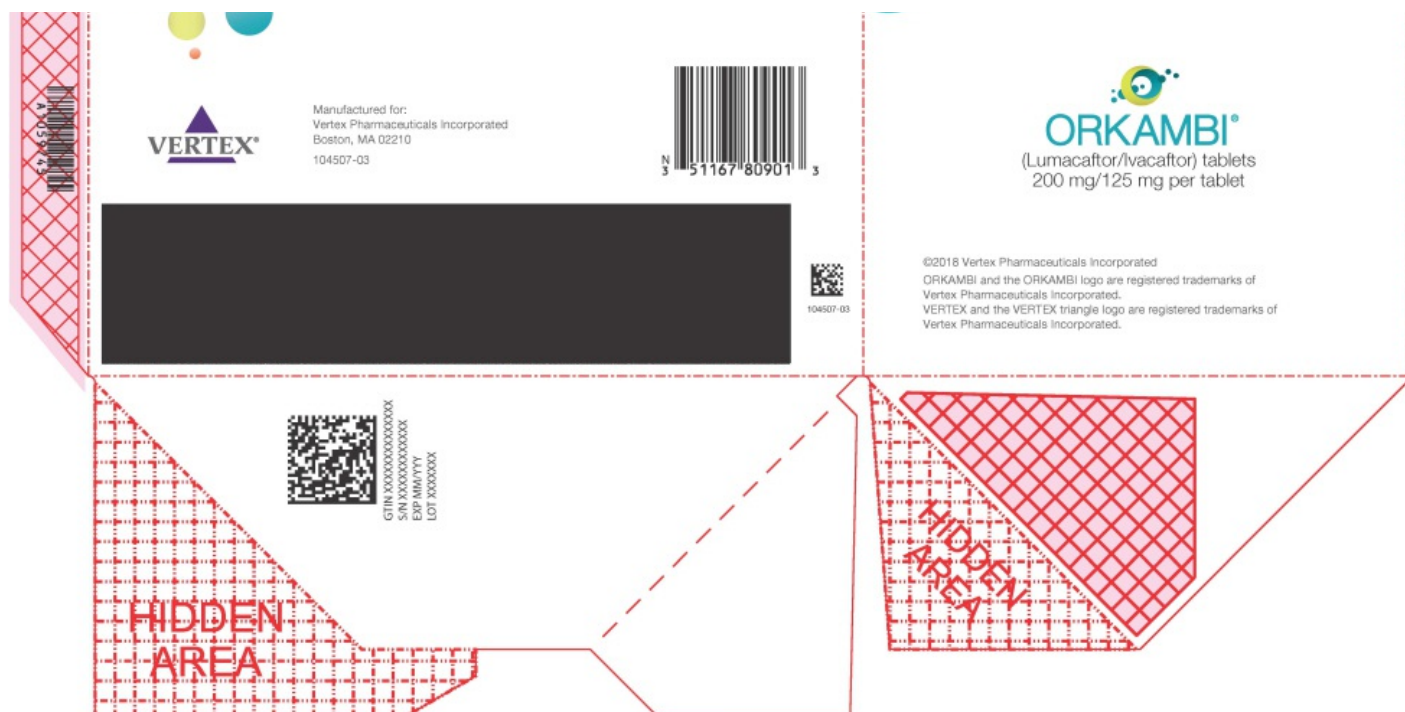 A1059745
VERTEX®
Manufactured for:
Vertex Pharmaceuticals Incorporated
Boston, MA 02210
104507-03
N
3 51167 80901 3
104507-03
ORKAMBI®
(Lumacaftor/Ivacaftor) tablets
200 mg/125 mg per tablet
©2018 Vertex Pharmaceuticals Incorporated
ORKAMBI and the ORKAMBI logo are registered trademarks of
Vertex Pharmaceuticals Incorporated.
VERTEX and the VERTEX triangle logo are registered trademarks of
Vertex Pharmaceuticals Incorporated.
GTIN XXXXXXXXXXXXXX
S/N XXXXXXXXXXXX
EXP MM/YYY
LOT XXXXXXX
HIDDEN
AREA
HIDDEN
AREA